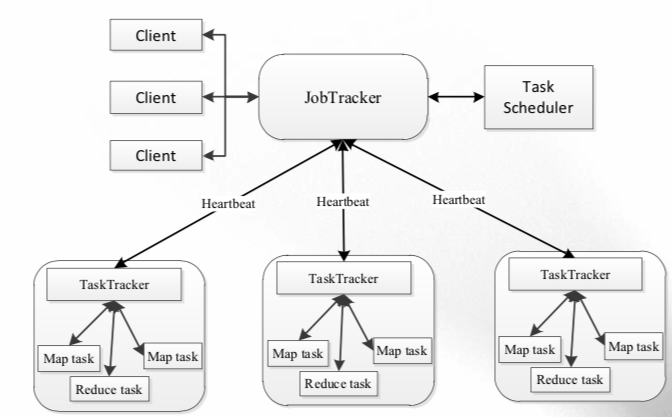 Client
Client
Client
JobTracker
Task
Scheduler
Heartbeat
Heartbeat
Heartbeat
TaskTracker
Map task
Map task
Reduce task
TaskTracker
Map task
Map task
Reduce task
TaskTracker
Map task
Map task
Reduce task